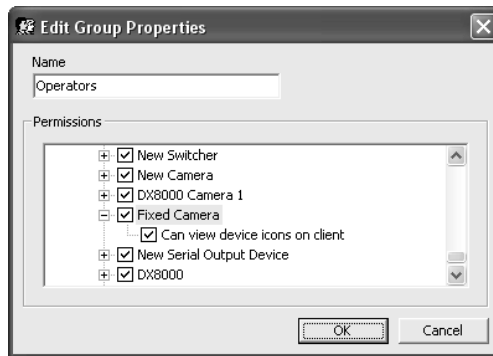 Edit Group Properties
Name
Operators
Permissions
New Switcher
New Camera
DX8000 Camera 1
Fixed Camera
Can view device icons on client
New Serial Output Device
DX8000
OK Cancel